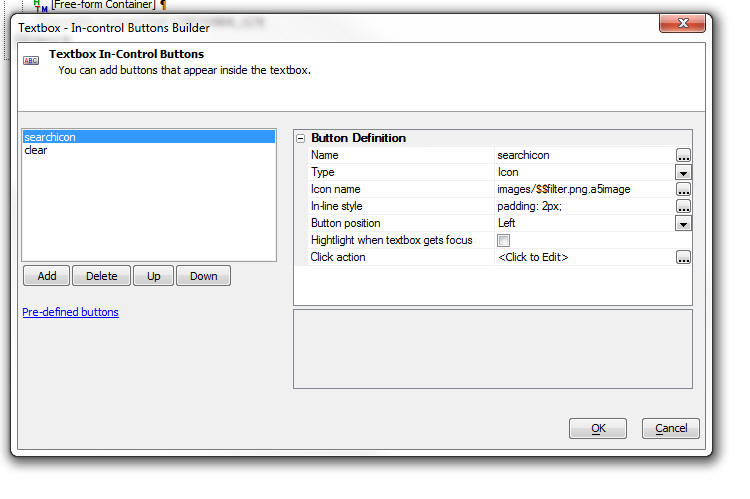 [Free-form Container] ¶
Textbox - In-control Buttons Builder
Textbox In-Control Buttons
ABC
You can add buttons that appear inside the textbox.
searchicon
clear
Add Delete Up Down
Pre-defined buttons
Button Definition
Name searchicon ...
Type Icon
Icon name images/$$filter.png.a5image ...
In-line style padding: 2px; ...
Button position Left
Hightlight when textbox gets focus
Click action <Click to Edit> ...
OK Cancel